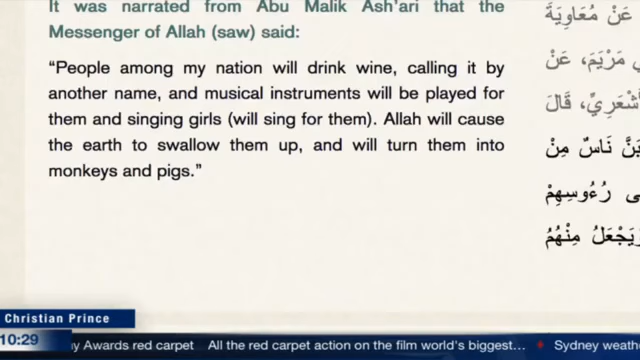 It was narrated from Abu Malik Ash'ari that the
Messenger of Allah (saw) said:
“People among my nation will drink wine, calling it by
another name, and musical instruments will be played for
them and singing girls (will sing for them). Allah will cause
the earth to swallow them up, and will turn them into
monkeys and pigs.”
عَنْ مُعَاوِيَةَ
مَرْيَمَ، عَنْ
قَالَ
نَاسٌ مِنْ
رُءُوسِهِمْ
مِنْهُمُ
Christian Prince
10:29 Awards red carpet All the red carpet action on the film world's biggest... Sydney